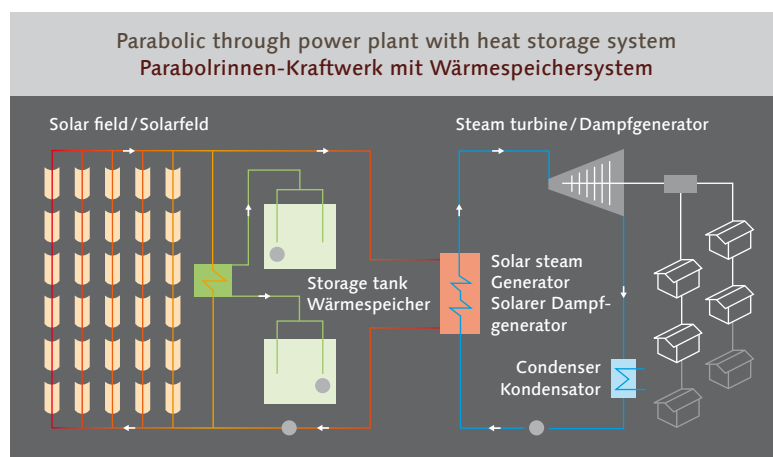 Parabolic through power plant with heat storage system
Parabolrinnen-Kraftwerk mit Wärmespeichersystem
Solar field/Solarfeld
Steam turbine/Dampfgenerator
Storage tank
Wärmespeicher
Solar steam
Generator
Solarer Dampf-
generator
Condenser
Kondensator